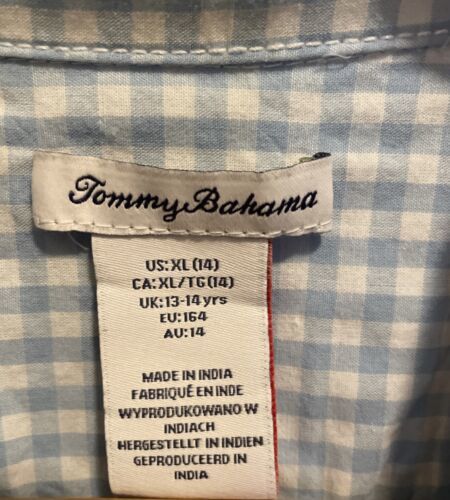 Tommy Bahama
US: XL (14)
CA: XL/TG (14)
UK: 13-14 yrs
EU: 164
AU: 14
MADE IN INDIA
FABRIQUÉ EN INDE
WYPRODUKOWANO W
INDIACH
HERGESTELLT IN INDIEN
GEPRODUCEERD IN
INDIA